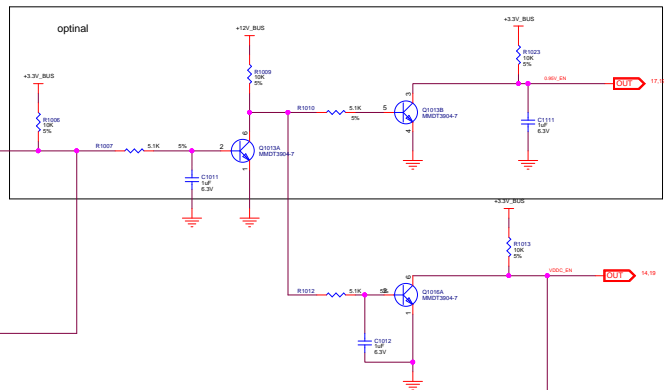 optinal
+12V_BUS
+3.3V_BUS
+3.3V_BUS
R1023
10K
5%
R1009
10K
5%
0.95V_EN
OUT
R1006
10K
5%
3
R1010
5.1K
5%
5
Q1013B
MMDT3904-7
4
C1111
1uF
6.3V
6
R1007
5.1K
5%
2
Q1013A
MMDT3904-7
1
C1011
1uF
6.3V
+3.3V_BUS
R1013
10K
5%
VDDC_EN
OUT
14,19
6
R1012
5.1K
Q1016A
MMDT3904-7
1
C1012
1uF
6.3V